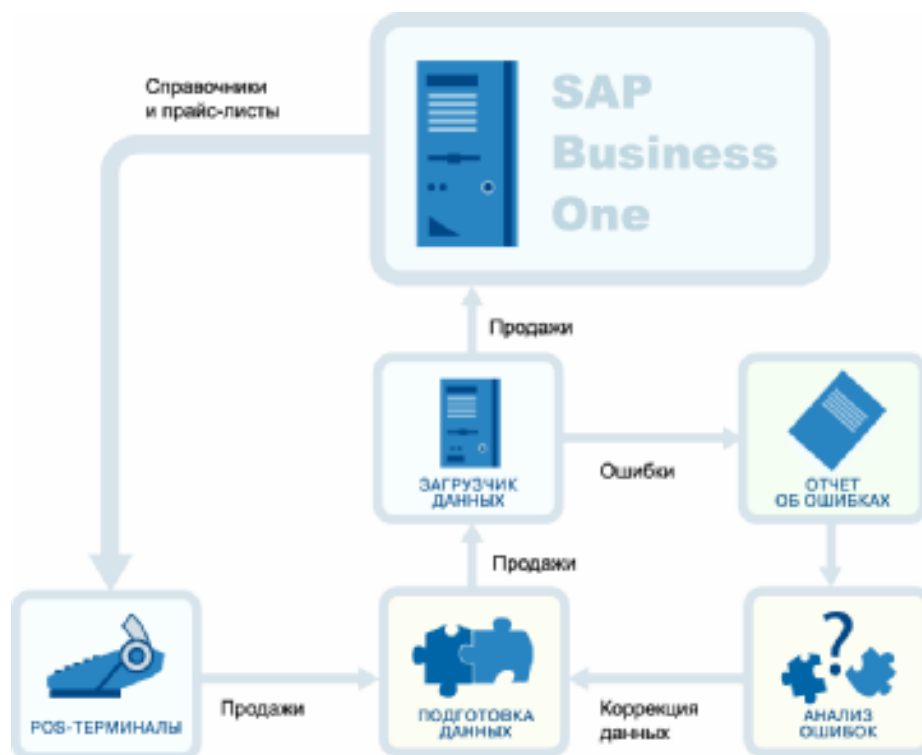 Справочники
и прайс-листы
SAP
Business
One
Продажи
ЗАГРУЗЧИК
ДАННЫХ
Ошибки
ОТЧЕТ
ОБ ОШИБКАХ
Продажи
POS-ТЕРМИНАЛЫ
Продажи
ПОДГОТОВКА
ДАННЫХ
Коррекция
данных
?
АНАЛИЗ
ОШИБОК